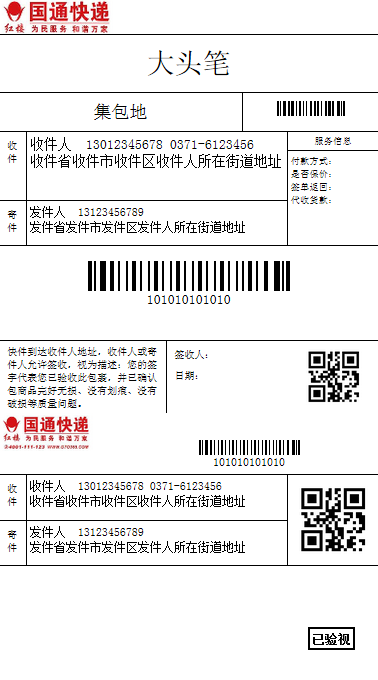 国通快递
红楼 为民服务 和谐万家
大头笔
集包地
收件
收件人 13012345678 0371-6123456
收件省收件市收件区收件人所在街道地址
服务信息
付款方式:
是否保价:
签单返回:
代收货款:
寄件
发件人 13123456789
发件省发件市发件区发件人所在街道地址
101010101010
快件到达收件人地址，收件人或寄
件人允许签收，视为描述：您的签
字代表您已验收此包裹，并已确认
包商品完好无损、没有划痕、没有
破损等质量问题。
签收人:
日期:
国通快递
红楼 为民服务 和谐万家
101010101010
收件
收件人 13012345678 0371-6123456
收件省收件市收件区收件人所在街道地址
寄件
发件人 13123456789
发件省发件市发件区发件人所在街道地址
已验视